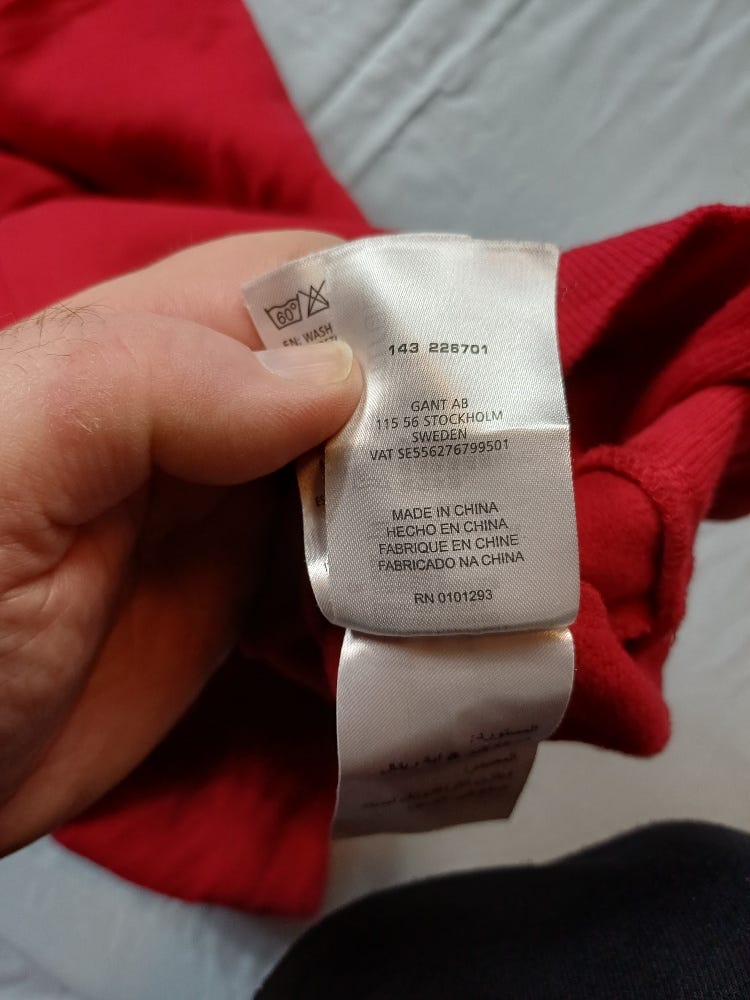 60°
EN: WASH
143 226701
GANT AB
115 56 STOCKHOLM
SWEDEN
VAT SE556276799501
MADE IN CHINA
HECHO EN CHINA
FABRIQUE EN CHINE
FABRICADO NA CHINA
RN 0101293